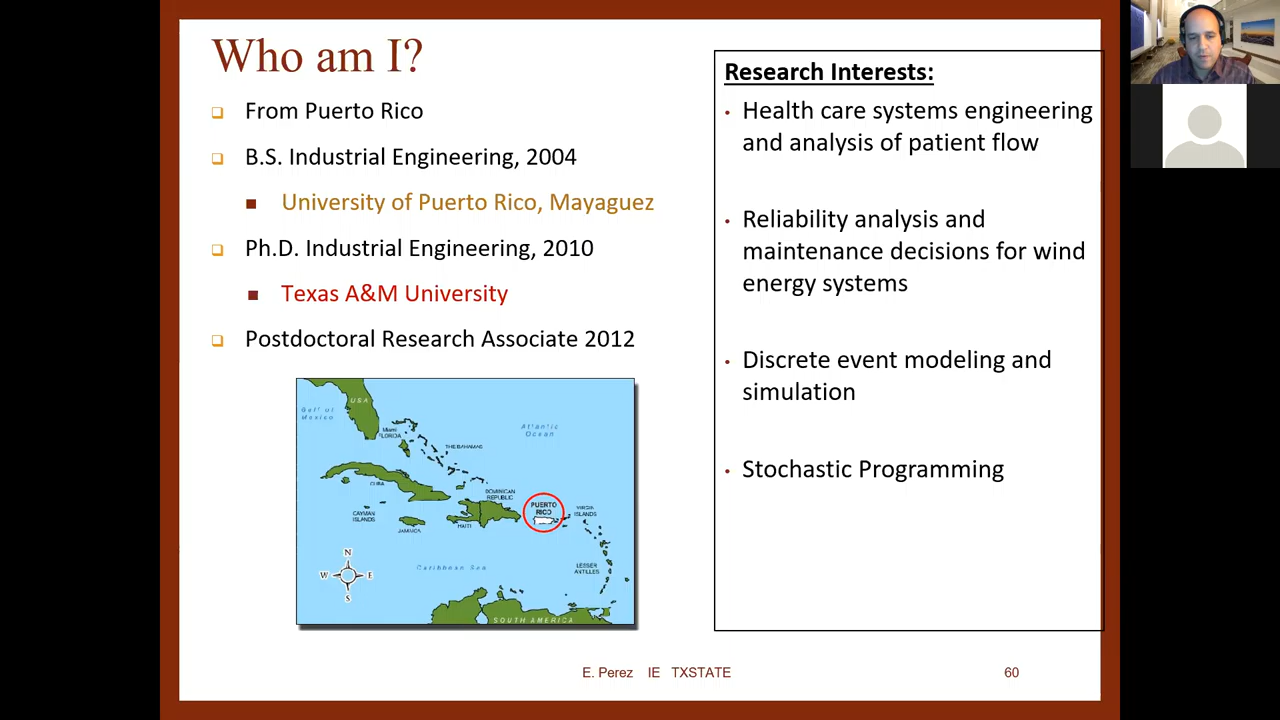 Who am I?
From Puerto Rico
B.S. Industrial Engineering, 2004
University of Puerto Rico, Mayaguez
Ph.D. Industrial Engineering, 2010
Texas A&M University
Postdoctoral Research Associate 2012
USA
Gulf of
Mexico
Miami
FLORIDA
Atlantic
Ocean
THE BAHAMAS
CUBA
DOMINICAN
REPUBLIC
PUERTO
RICO
VIRGIN
ISLANDS
CAYMAN
ISLANDS
JAMAICA
HAITI
N
W E
S
Caribbean Sea
LESSER
ANTILLES
SOUTH AMERICA
Research Interests:
• Health care systems engineering
and analysis of patient flow
• Reliability analysis and
maintenance decisions for wind
energy systems
• Discrete event modeling and
simulation
• Stochastic Programming
E. Perez IE TXSTATE
60